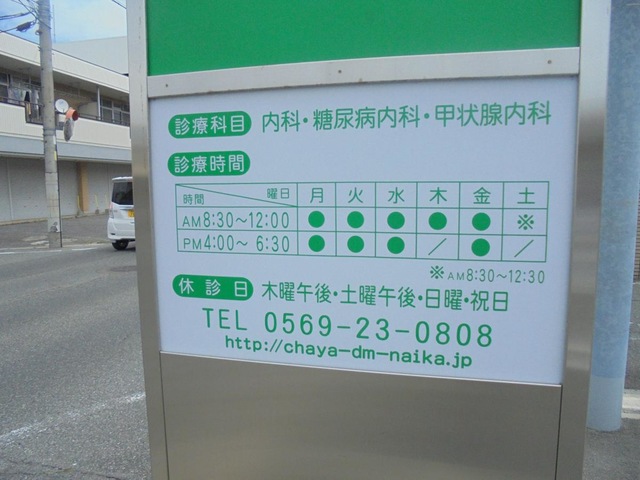 診療科目 内科・糖尿病内科・甲状腺内科
診療時間
時間 曜日 月 火 水 木 金 土
AM8:30～12:00 ● ● ● ● ● ※
PM4:00～ 6:30 ● ● ● ／ ● ／
※AM8:30～12:30
休診日 木曜午後・土曜午後・日曜・祝日
TEL 0569-23-0808
http://chaya-dm-naika.jp